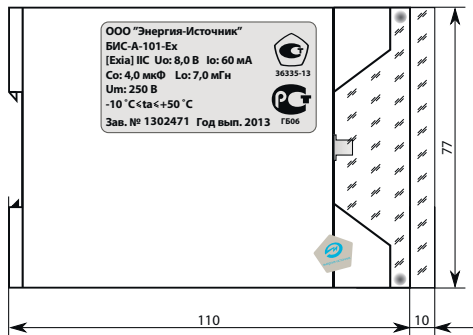 ООО "Энергия-Источник"
БИС-А-101-Ex
[Exia] IIC Uo: 8,0 В Io: 60 мА
Co: 4,0 мкФ Lo: 7,0 мГн
Um: 250 В
-10 ˚C≤ta≤+50 ˚C
Зав. № 1302471 Год вып. 2013
36335-13
РСТ
ГБ06
77
110
10